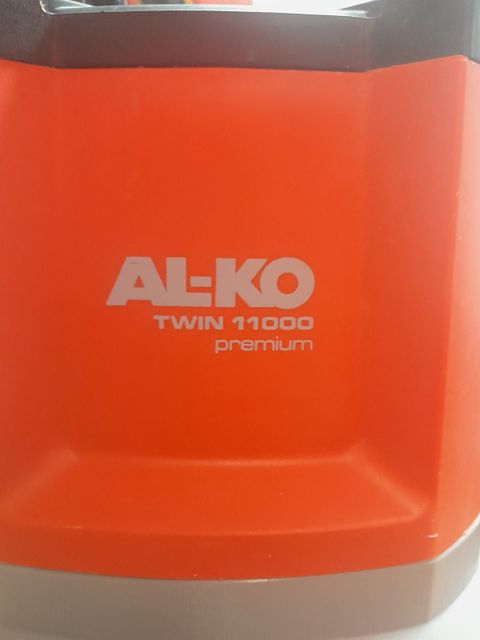 AL-KO
TWIN 11000
premium